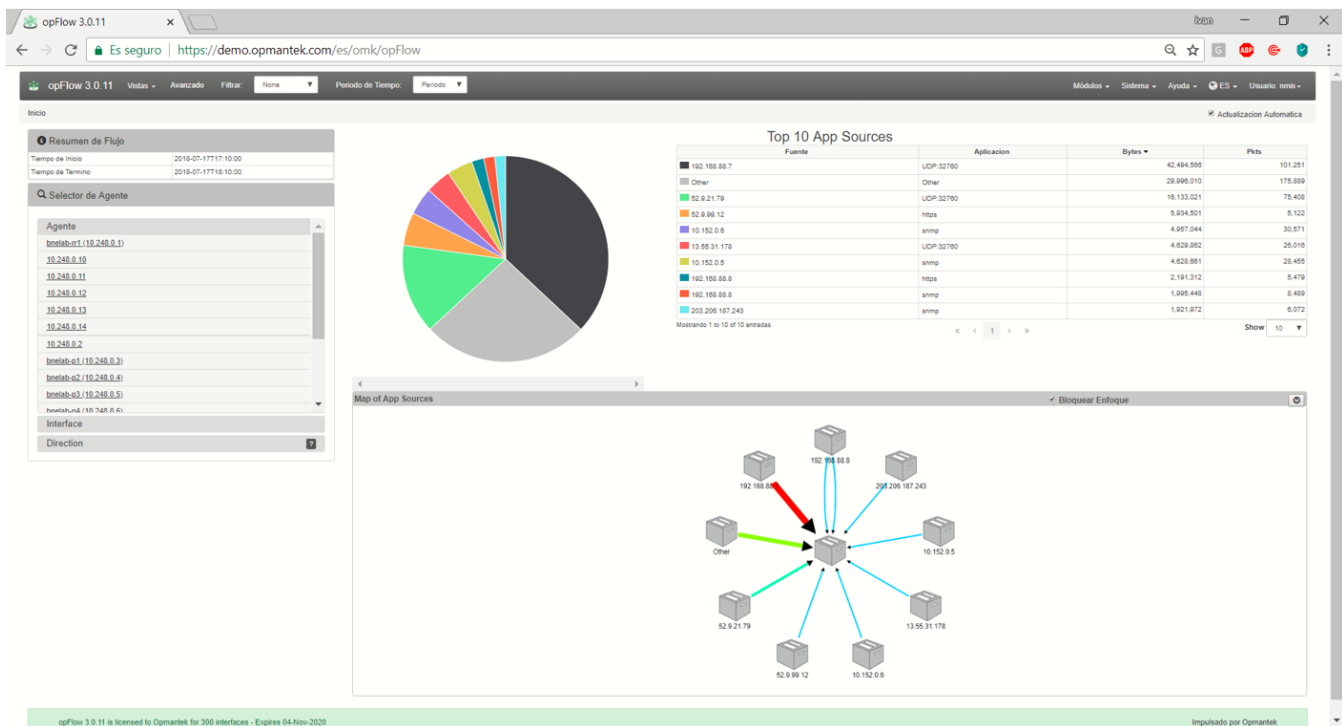 opFlow 3.0.11
ivan
Es seguro | https://demo.opmantek.com/es/omk/opFlow
opFlow 3.0.11 Vistas Avanzado Filtrar: None Periodo de Tiempo: Periodo Módulos Sistema Ayuda ES Usuario: nmis
Inicio
Actualizacion Automatica
Resumen de Flujo
Tiempo de Inicio 2018-07-17T17:10:00
Tiempo de Termino 2018-07-17T18:10:00
Selector de Agente
Agente
bnelab-rr1 (10.248.0.1)
10.248.0.10
10.248.0.11
10.248.0.12
10.248.0.13
10.248.0.14
10.248.0.2
bnelab-p1 (10.248.0.3)
bnelab-p2 (10.248.0.4)
bnelab-p3 (10.248.0.5)
bnelab-p4 (10.248.0.6)
Interface
Direction ?
Top 10 App Sources
Fuente Aplicacion Bytes Pkts
192.168.88.7 UDP:32760 42,494,566 101,251
Other Other 29,996,010 175,889
52.9.21.79 UDP:32760 16,133,021 75,408
52.9.99.12 https 5,934,501 5,122
10.152.0.6 snmp 4,957,044 30,571
13.55.31.178 UDP:32760 4,629,862 26,016
10.152.0.5 snmp 4,628,661 28,455
192.168.88.8 https 2,191,312 5,479
192.168.88.8 snmp 1,995,448 8,489
203.206.187.243 snmp 1,921,972 6,072
Mostrando 1 to 10 of 10 entradas
« ‹ 1 › »
Show 10
Map of App Sources
Bloquear Enfoque
192.168.88.8
192.168.88
203.206.187.243
Other
10.152.0.5
52.9.21.79
13.55.31.178
52.9.99.12
10.152.0.6
opFlow 3.0.11 is licensed to Opmantek for 300 interfaces - Expires 04-Nov-2020
Impulsado por Opmantek